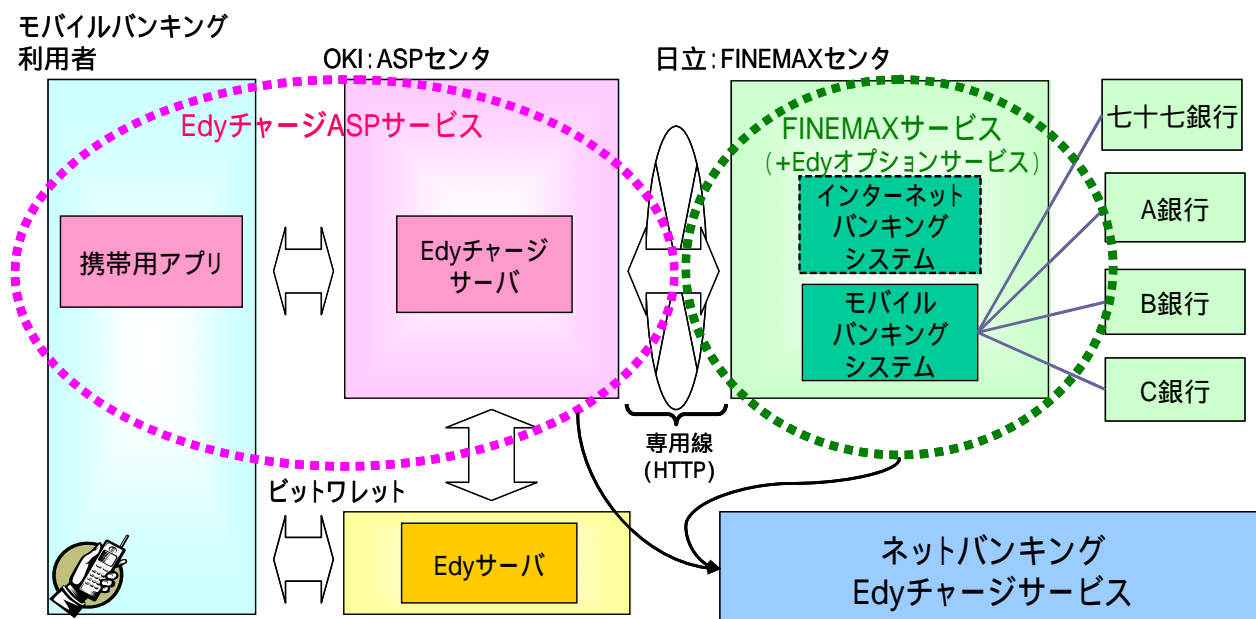 モバイルバンキング
利用者
OKI：ASPセンタ
日立：FINEMAXセンタ
EdyチャージASPサービス
FINEMAXサービス
(+Edyオプションサービス)
携帯用アプリ
Edyチャージ
サーバ
インターネット
バンキング
システム
モバイル
バンキング
システム
七十七銀行
A銀行
B銀行
C銀行
専用線
(HTTP)
ビットワレット
Edyサーバ
ネットバンキング
Edyチャージサービス